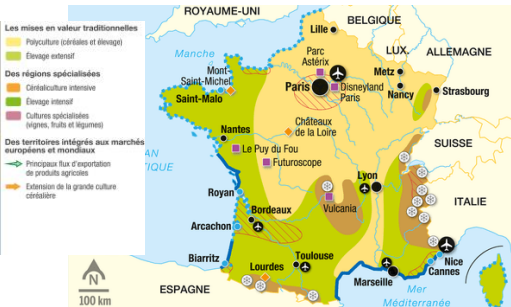 Les mises en valeur traditionnelles
Polyculture (céréales et élevage)
Elevage extensif
Des régions spécialisées
Céréaliculture intensive
Elevage intensif
Cultures spécialisées
(vignes, fruits et légumes)
Des territoires intégrés aux marchés
européens et mondiaux
Principaux flux d'exportation
de produits agricoles
Extension de la grande culture
céréalière
ROYAUME-UNI
BELGIQUE
Lille
LUX.
ALLEMAGNE
Manche
Parc
Astérix
Mont-
Saint-Michel
Saint-Malo
Paris
Disneyland
Paris
Metz
Nancy
Strasbourg
Nantes
Châteaux
de la Loire
Le Puy du Fou
Futuroscope
SUISSE
TIQUE
Royan
Lyon
Vulcania
ITALIE
Bordeaux
Arcachon
Biarritz
Lourdes
Toulouse
Marseille
Nice
Cannes
N
100 km
ESPAGNE
Mer
Méditerranée